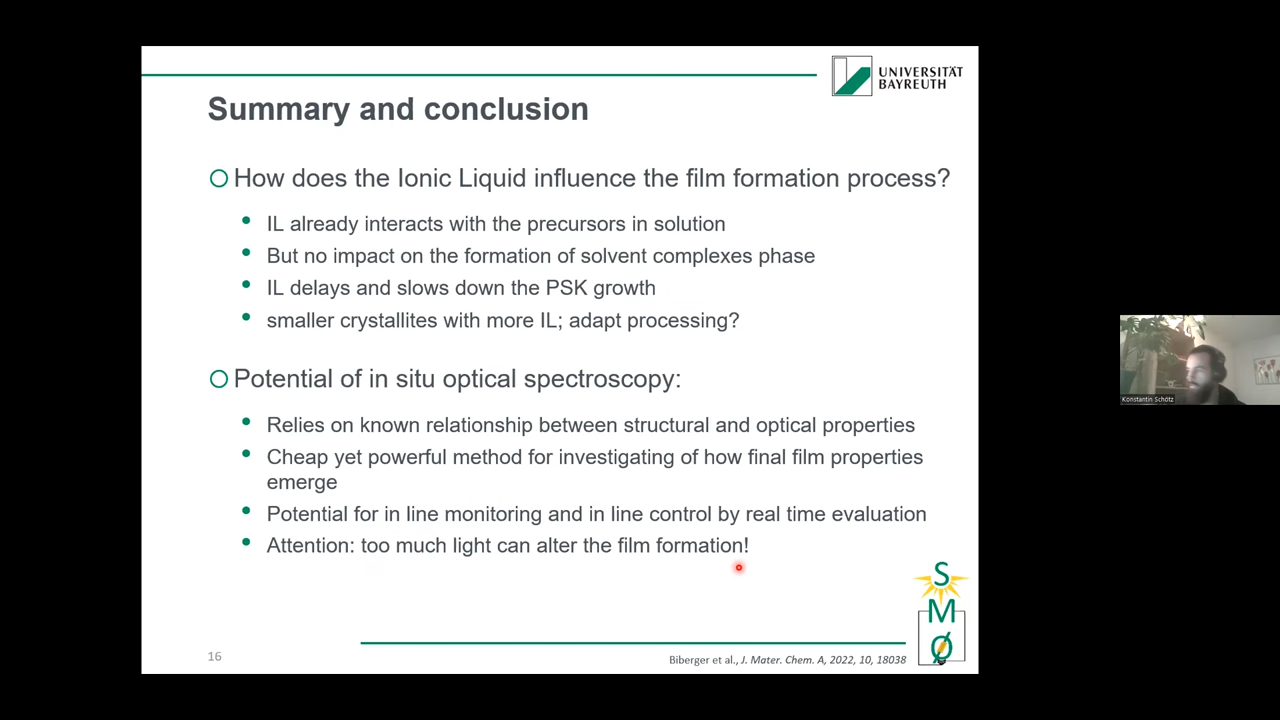 UNIVERSITÄT
BAYREUTH
Summary and conclusion
How does the Ionic Liquid influence the film formation process?
IL already interacts with the precursors in solution
But no impact on the formation of solvent complexes phase
IL delays and slows down the PSK growth
smaller crystallites with more IL; adapt processing?
Potential of in situ optical spectroscopy:
Relies on known relationship between structural and optical properties
Cheap yet powerful method for investigating of how final film properties
emerge
Potential for in line monitoring and in line control by real time evaluation
Attention: too much light can alter the film formation!
S
M
Ø
16
Biberger et al., J. Mater. Chem. A, 2022, 10, 18038
Konstantin Schötz